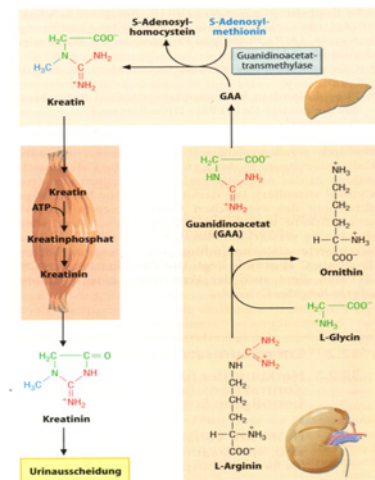 S-Adenosyl-
homocystein
S-Adenosyl-
methionin
Guanidinoacetat-
transmethylase
H₂C
COO⁻
H₃C
N
NH₂
C
⁺NH₂
Kreatin
GAA
Kreatin
ATP
Kreatinphosphat
Kreatinin
H₂C
COO⁻
HN
NH₂
C
⁺NH₂
Guanidinoacetat
(GAA)
⁺NH₃
CH₂
CH₂
CH₂
H
C
⁺NH₃
COO⁻
Ornithin
H₂C
COO⁻
⁺NH₃
L-Glycin
NH₂
C
NH
⁺NH₂
CH₂
CH₂
CH₂
H
C
⁺NH₃
COO⁻
L-Arginin
H₂C
C
O
H₃C
N
NH
C
⁺NH₂
Kreatinin
Urinausscheidung